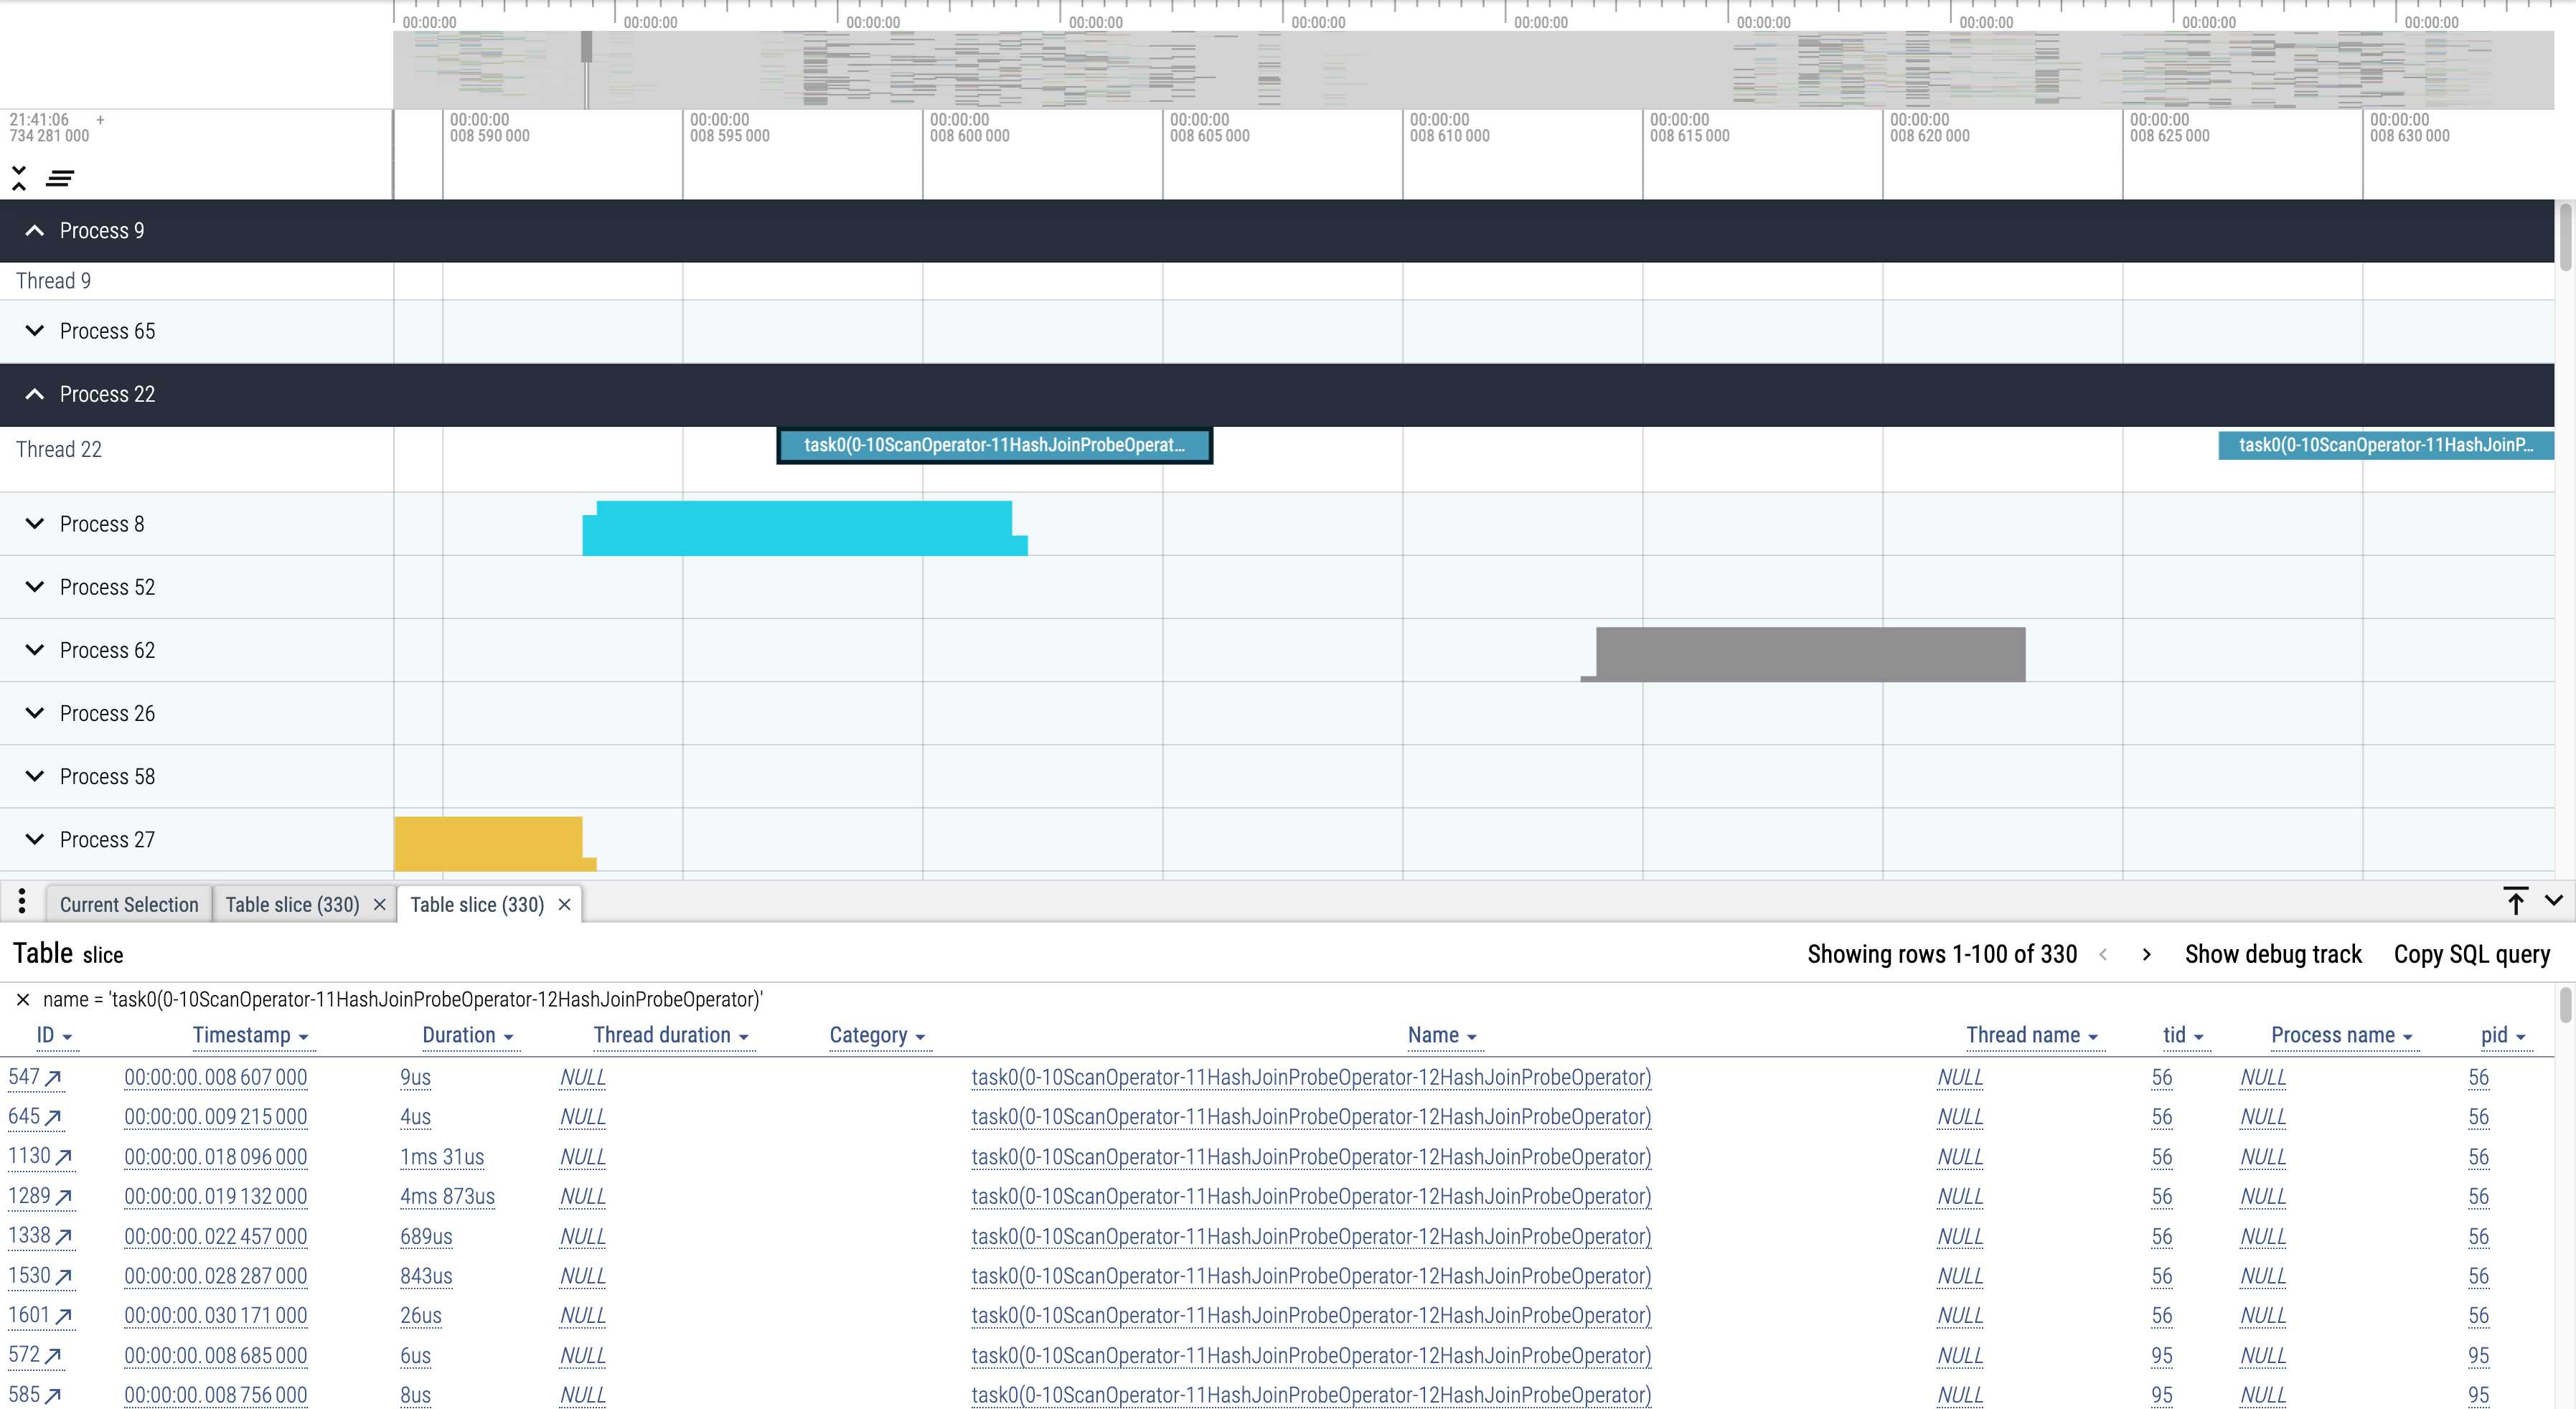 00:00:00 00:00:00 00:00:00 00:00:00 00:00:00 00:00:00 00:00:00 00:00:00 00:00:00 00:00:00
21:41:06 + 00:00:00 00:00:00 00:00:00 00:00:00 00:00:00 00:00:00 00:00:00 00:00:00 00:00:00
734 281 000 008 590 000 008 595 000 008 600 000 008 605 000 008 610 000 008 615 000 008 620 000 008 625 000 008 630 000
Process 9
Thread 9
Process 65
Process 22
Thread 22 task0(0-10ScanOperator-11HashJoinProbeOperat... task0(0-10ScanOperator-11HashJoinP...
Process 8
Process 52
Process 62
Process 26
Process 58
Process 27
Current Selection Table slice (330) × Table slice (330) ×
Table slice Showing rows 1-100 of 330 Show debug track Copy SQL query
× name = 'task0(0-10ScanOperator-11HashJoinProbeOperator-12HashJoinProbeOperator)'
ID Timestamp Duration Thread duration Category Name Thread name tid Process name pid
547 00:00:00.008 607 000 9us NULL task0(0-10ScanOperator-11HashJoinProbeOperator-12HashJoinProbeOperator) NULL 56 NULL 56
645 00:00:00.009 215 000 4us NULL task0(0-10ScanOperator-11HashJoinProbeOperator-12HashJoinProbeOperator) NULL 56 NULL 56
1130 00:00:00.018 096 000 1ms 31us NULL task0(0-10ScanOperator-11HashJoinProbeOperator-12HashJoinProbeOperator) NULL 56 NULL 56
1289 00:00:00.019 132 000 4ms 873us NULL task0(0-10ScanOperator-11HashJoinProbeOperator-12HashJoinProbeOperator) NULL 56 NULL 56
1338 00:00:00.022 457 000 689us NULL task0(0-10ScanOperator-11HashJoinProbeOperator-12HashJoinProbeOperator) NULL 56 NULL 56
1530 00:00:00.028 287 000 843us NULL task0(0-10ScanOperator-11HashJoinProbeOperator-12HashJoinProbeOperator) NULL 56 NULL 56
1601 00:00:00.030 171 000 26us NULL task0(0-10ScanOperator-11HashJoinProbeOperator-12HashJoinProbeOperator) NULL 56 NULL 56
572 00:00:00.008 685 000 6us NULL task0(0-10ScanOperator-11HashJoinProbeOperator-12HashJoinProbeOperator) NULL 95 NULL 95
585 00:00:00.008 756 000 8us NULL task0(0-10ScanOperator-11HashJoinProbeOperator-12HashJoinProbeOperator) NULL 95 NULL 95